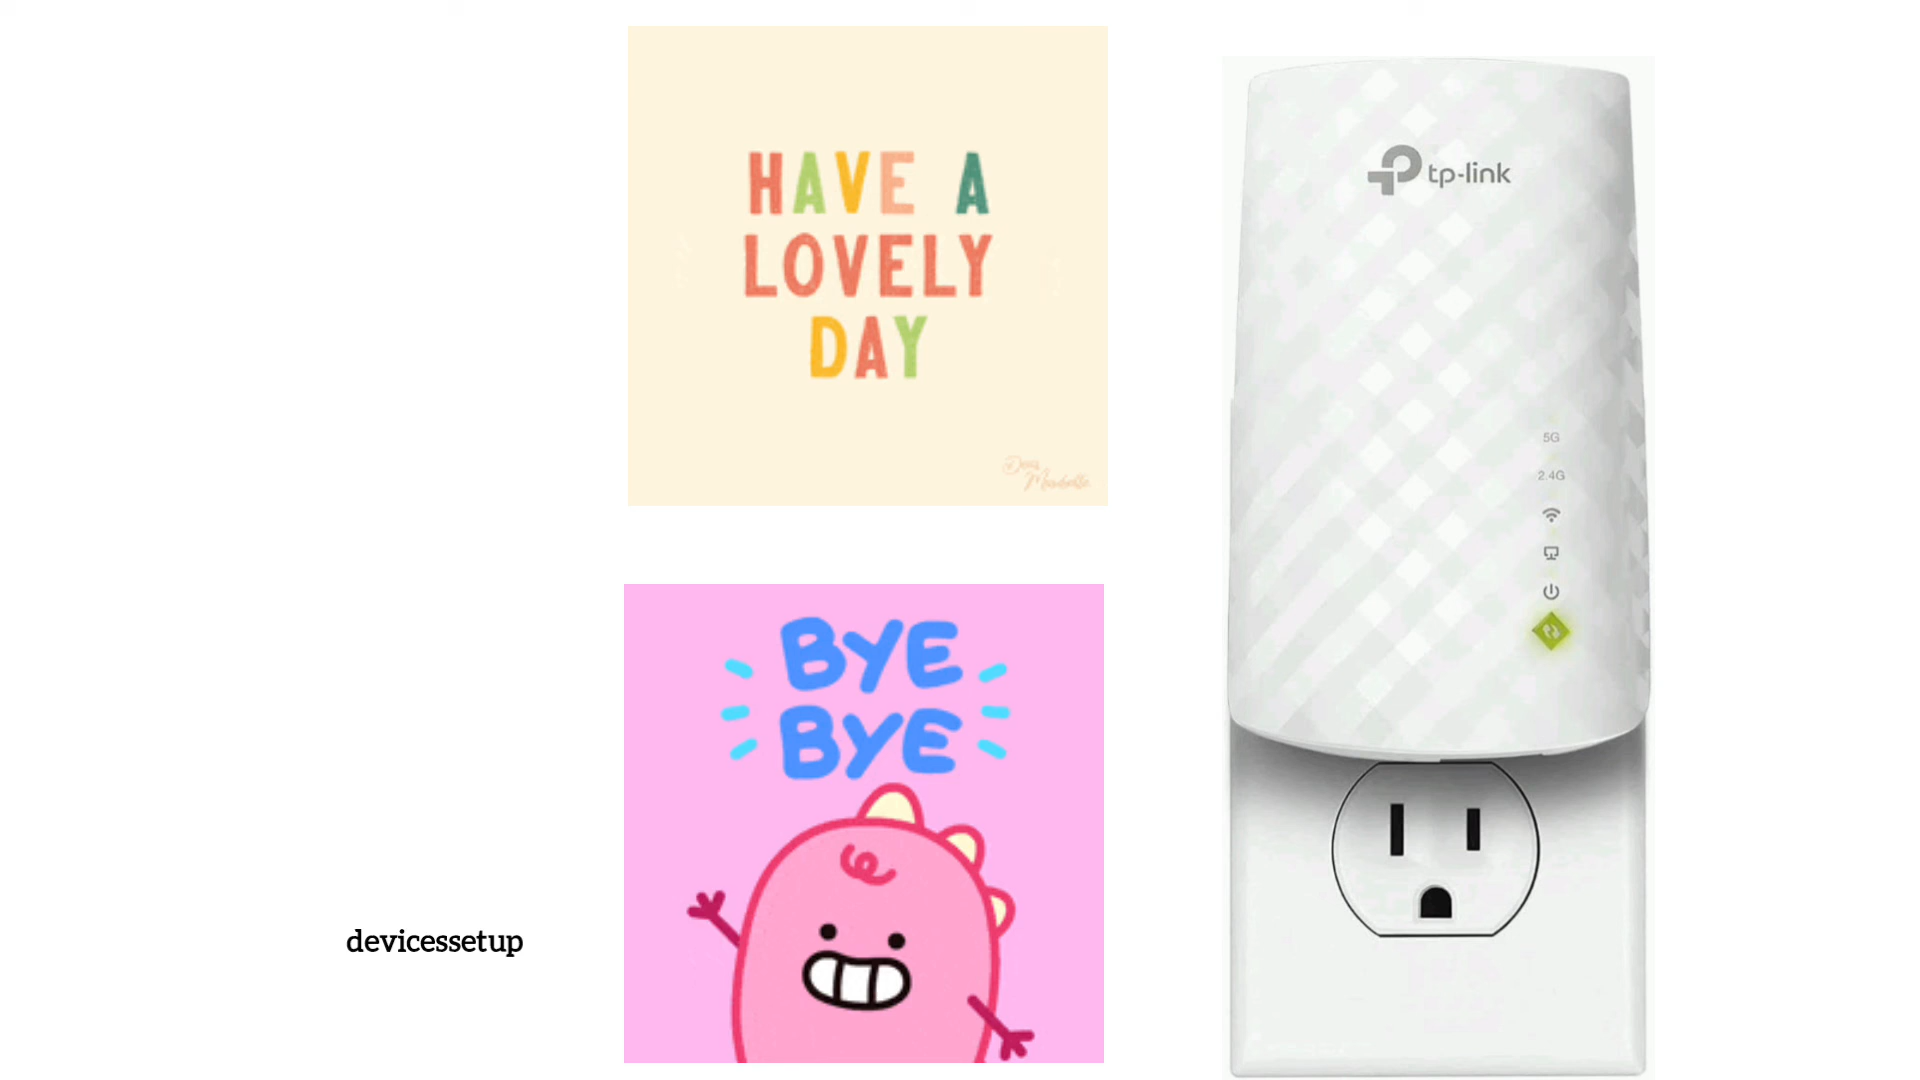 HAVE A
LOVELY
DAY
BYE
BYE
devicessetup
tp-link
5G
2.4G